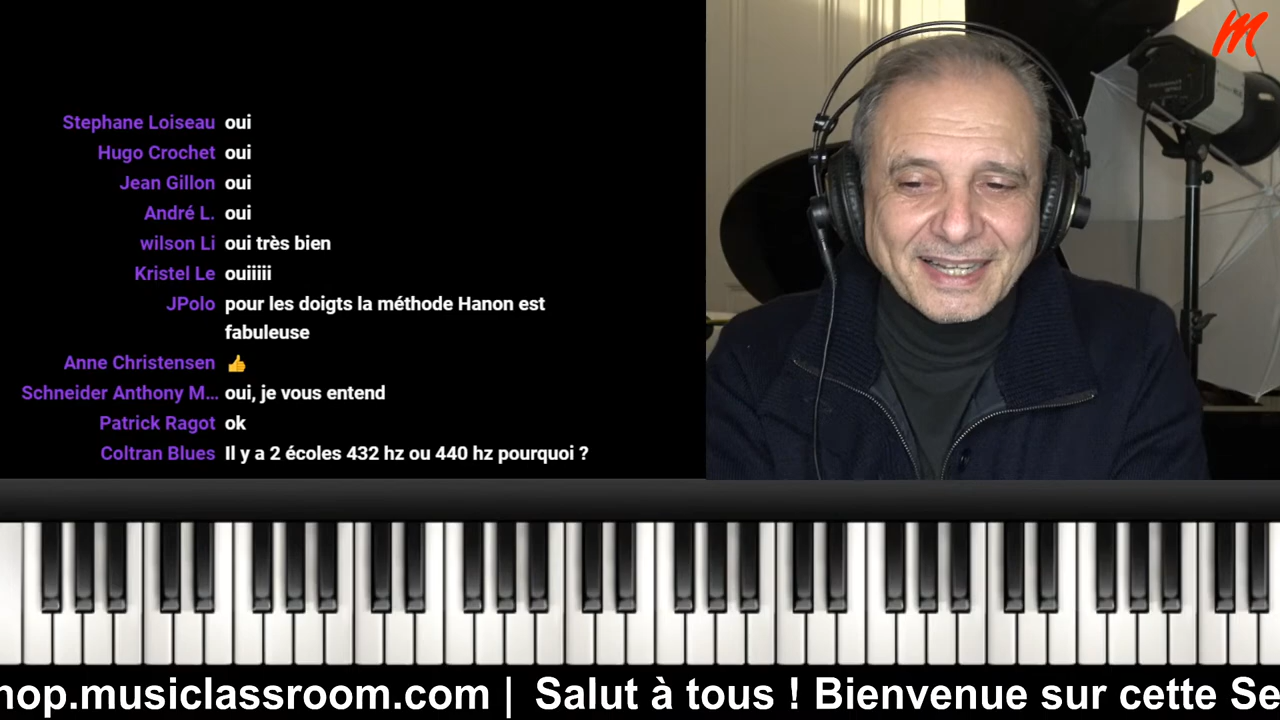 M
Stephane Loiseau oui
Hugo Crochet oui
Jean Gillon oui
André L. oui
wilson Li oui très bien
Kristel Le ouiiiii
JPolo pour les doigts la méthode Hanon est
fabuleuse
Anne Christensen 👍
Schneider Anthony M... oui, je vous entend
Patrick Ragot ok
Coltran Blues Il y a 2 écoles 432 hz ou 440 hz pourquoi ?
hop.musiclassroom.com | Salut à tous ! Bienvenue sur cette Se